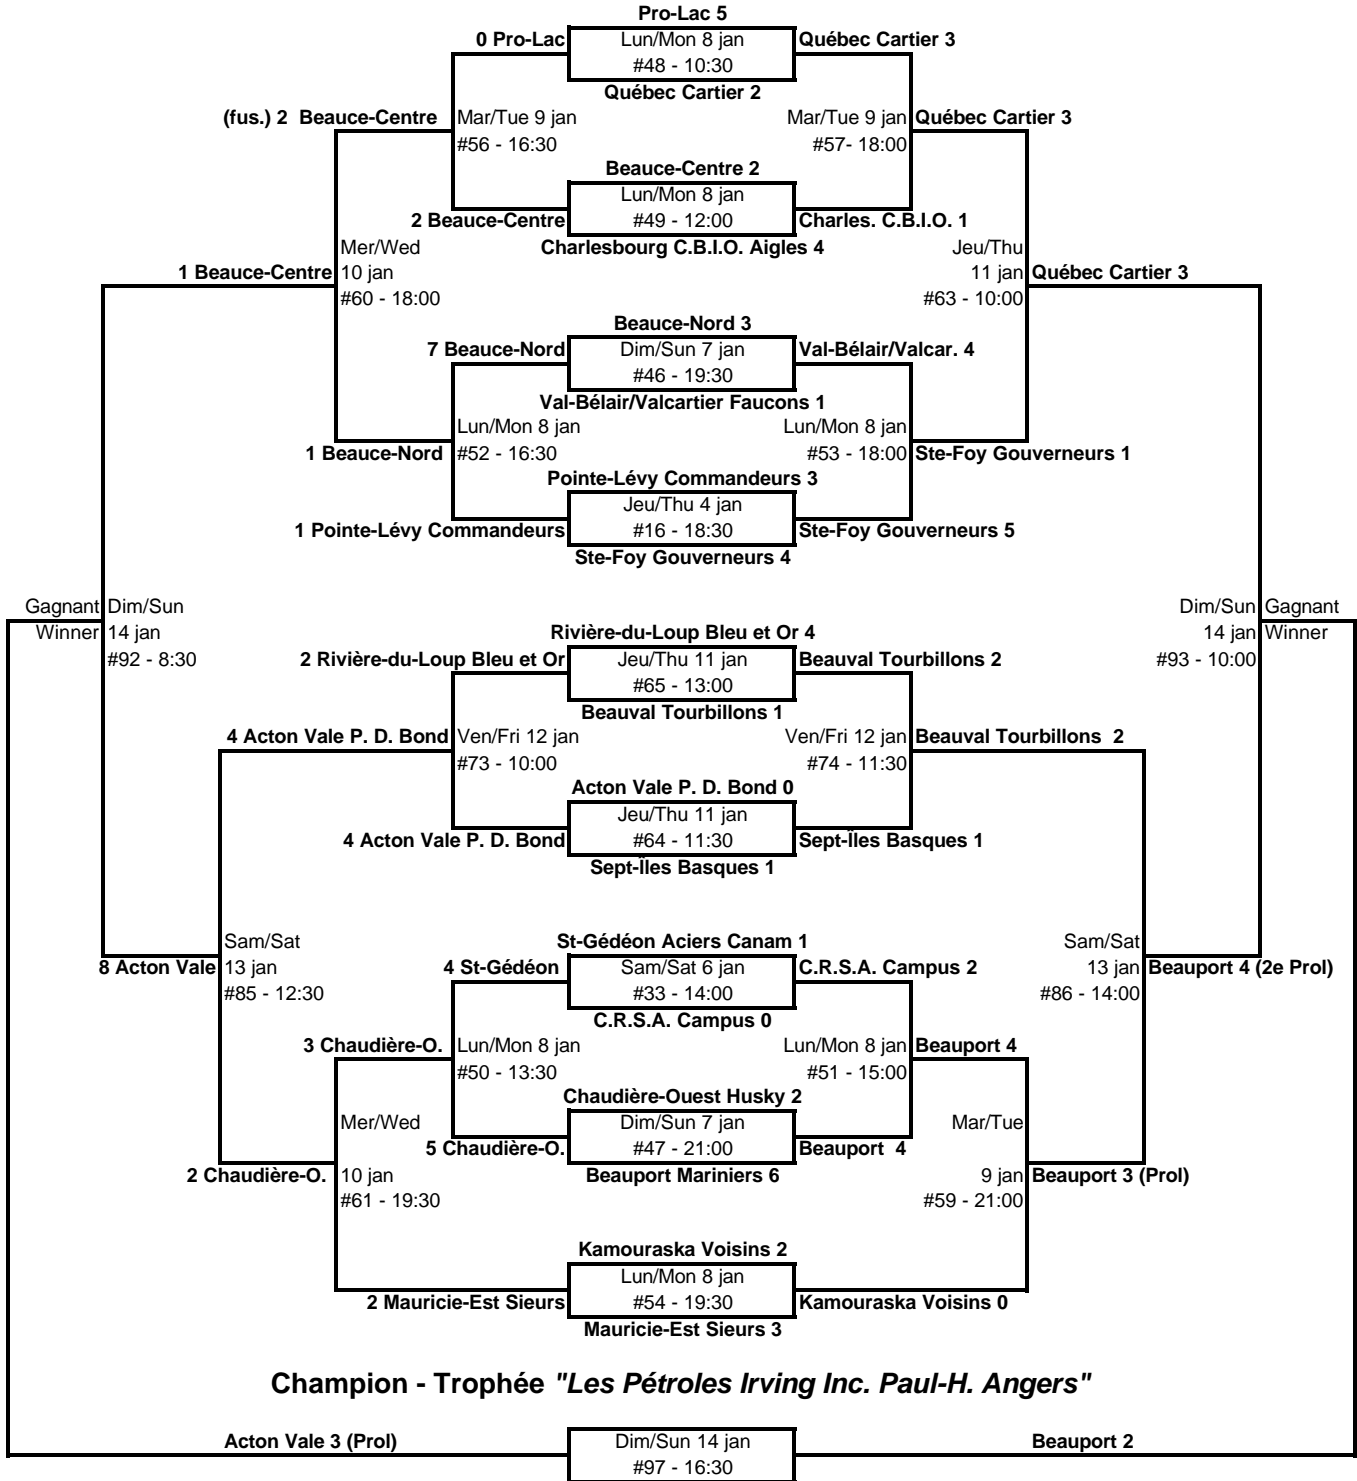 Pro-Lac 5
0 Pro-Lac Lun/Mon 8 jan Québec Cartier 3
#48 - 10:30
Québec Cartier 2
(fus.) 2 Beauce-Centre Mar/Tue 9 jan Mar/Tue 9 jan Québec Cartier 3
#56 - 16:30 #57- 18:00
Beauce-Centre 2
Lun/Mon 8 jan
2 Beauce-Centre #49 - 12:00 Charles. C.B.I.O. 1
Mer/Wed Charlesbourg C.B.I.O. Aigles 4 Jeu/Thu
1 Beauce-Centre 10 jan 11 jan Québec Cartier 3
#60 - 18:00 #63 - 10:00
Beauce-Nord 3
7 Beauce-Nord Dim/Sun 7 jan Val-Bélair/Valcar. 4
#46 - 19:30
Val-Bélair/Valcartier Faucons 1
Lun/Mon 8 jan Lun/Mon 8 jan
1 Beauce-Nord #52 - 16:30 #53 - 18:00 Ste-Foy Gouverneurs 1
Pointe-Lévy Commandeurs 3
Jeu/Thu 4 jan
1 Pointe-Lévy Commandeurs #16 - 18:30 Ste-Foy Gouverneurs 5
Ste-Foy Gouverneurs 4
Gagnant Dim/Sun Dim/Sun Gagnant
Winner 14 jan Rivière-du-Loup Bleu et Or 4 14 jan Winner
#92 - 8:30 2 Rivière-du-Loup Bleu et Or Jeu/Thu 11 jan Beauval Tourbillons 2 #93 - 10:00
#65 - 13:00
Beauval Tourbillons 1
4 Acton Vale P. D. Bond Ven/Fri 12 jan Ven/Fri 12 jan Beauval Tourbillons 2
#73 - 10:00 #74 - 11:30
Acton Vale P. D. Bond 0
Jeu/Thu 11 jan
4 Acton Vale P. D. Bond #64 - 11:30 Sept-Îles Basques 1
Sept-Îles Basques 1
Sam/Sat St-Gédéon Aciers Canam 1 Sam/Sat
8 Acton Vale 13 jan 4 St-Gédéon Sam/Sat 6 jan C.R.S.A. Campus 2 13 jan Beauport 4 (2e Prol)
#85 - 12:30 #33 - 14:00 #86 - 14:00
C.R.S.A. Campus 0
3 Chaudière-O. Lun/Mon 8 jan Lun/Mon 8 jan Beauport 4
#50 - 13:30 #51 - 15:00
Chaudière-Ouest Husky 2
Mer/Wed Dim/Sun 7 jan Mar/Tue
5 Chaudière-O. #47 - 21:00 Beauport 4
2 Chaudière-O. 10 jan Beauport Mariniers 6 9 jan Beauport 3 (Prol)
#61 - 19:30 #59 - 21:00
Kamouraska Voisins 2
Lun/Mon 8 jan
2 Mauricie-Est Sieurs #54 - 19:30 Kamouraska Voisins 0
Mauricie-Est Sieurs 3
Champion - Trophée "Les Pétroles Irving Inc. Paul-H. Angers"
Acton Vale 3 (Prol) Dim/Sun 14 jan Beauport 2
#97 - 16:30